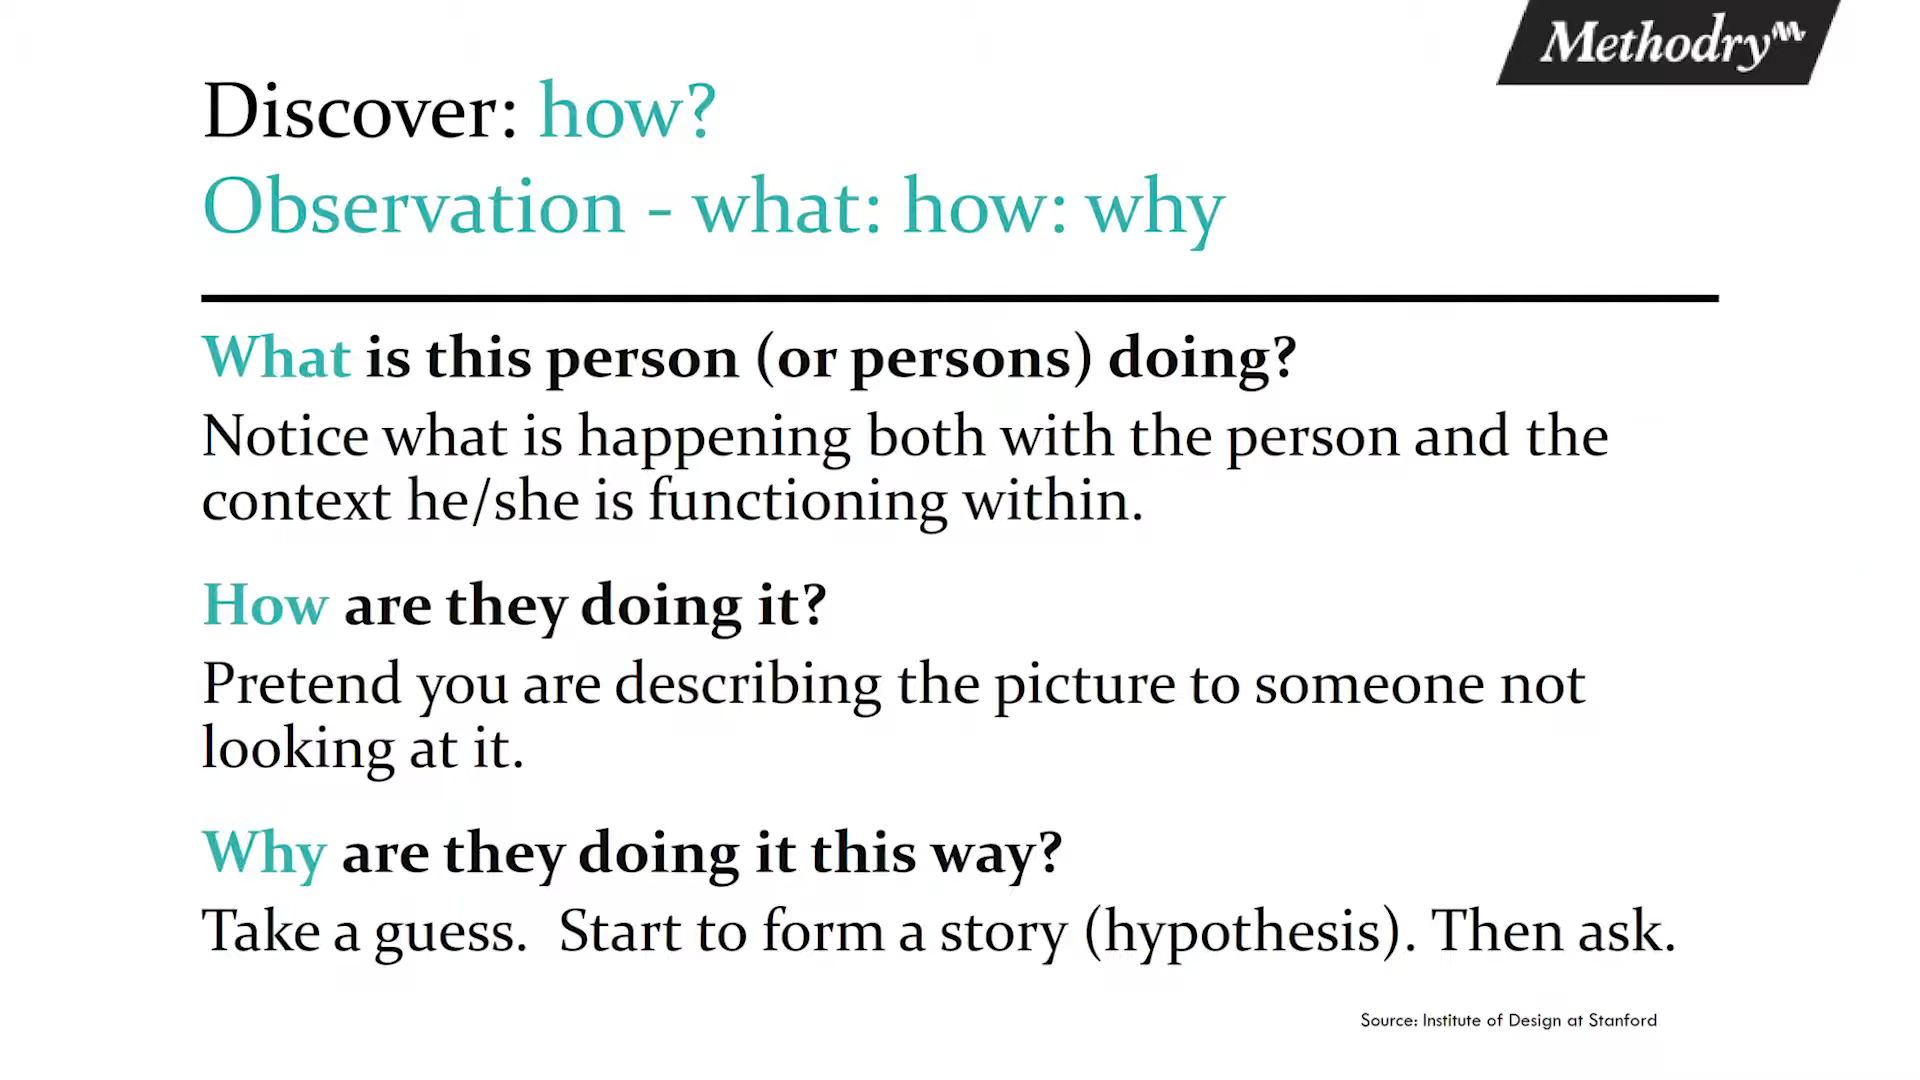 Methodry
Discover: how?
Observation - what: how: why
What is this person (or persons) doing?
Notice what is happening both with the person and the
context he/she is functioning within.
How are they doing it?
Pretend you are describing the picture to someone not
looking at it.
Why are they doing it this way?
Take a guess.  Start to form a story (hypothesis). Then ask.
Source: Institute of Design at Stanford